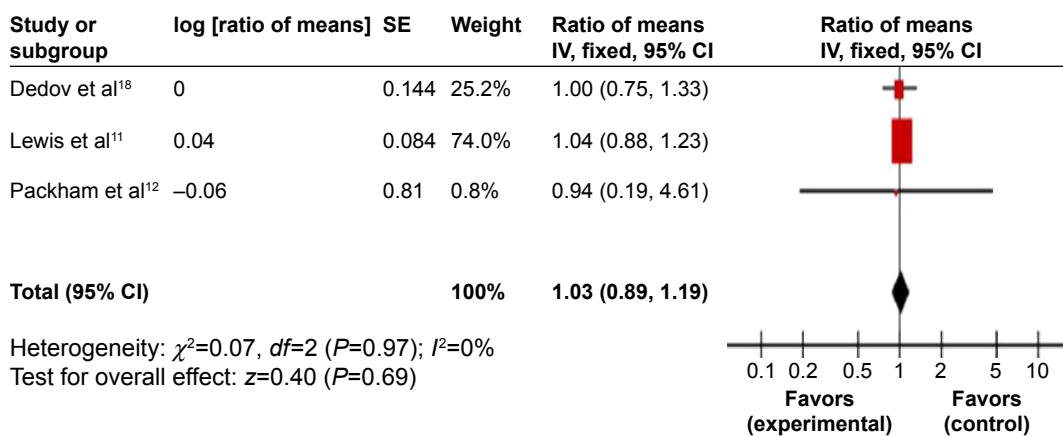 Study or subgroup log [ratio of means] SE Weight Ratio of means IV, fixed, 95% CI Ratio of means IV, fixed, 95% CI
Dedov et al18 0 0.144 25.2% 1.00 (0.75, 1.33)
Lewis et al11 0.04 0.084 74.0% 1.04 (0.88, 1.23)
Packham et al12 –0.06 0.81 0.8% 0.94 (0.19, 4.61)
Total (95% CI) 100% 1.03 (0.89, 1.19)
Heterogeneity: χ²=0.07, df=2 (P=0.97); I²=0%
Test for overall effect: z=0.40 (P=0.69)
0.1 0.2 0.5 1 2 5 10
Favors (experimental) Favors (control)